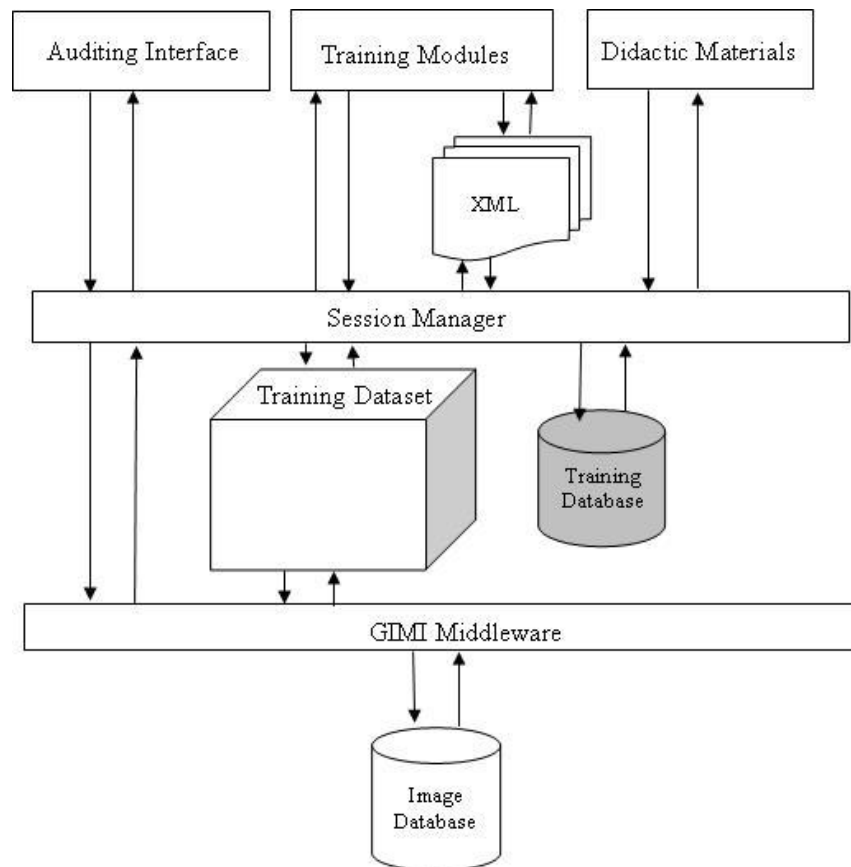 Auditing Interface
Training Modules
Didactic Materials
XML
Session Manager
Training Dataset
Training
Database
GIMI Middleware
Image
Database